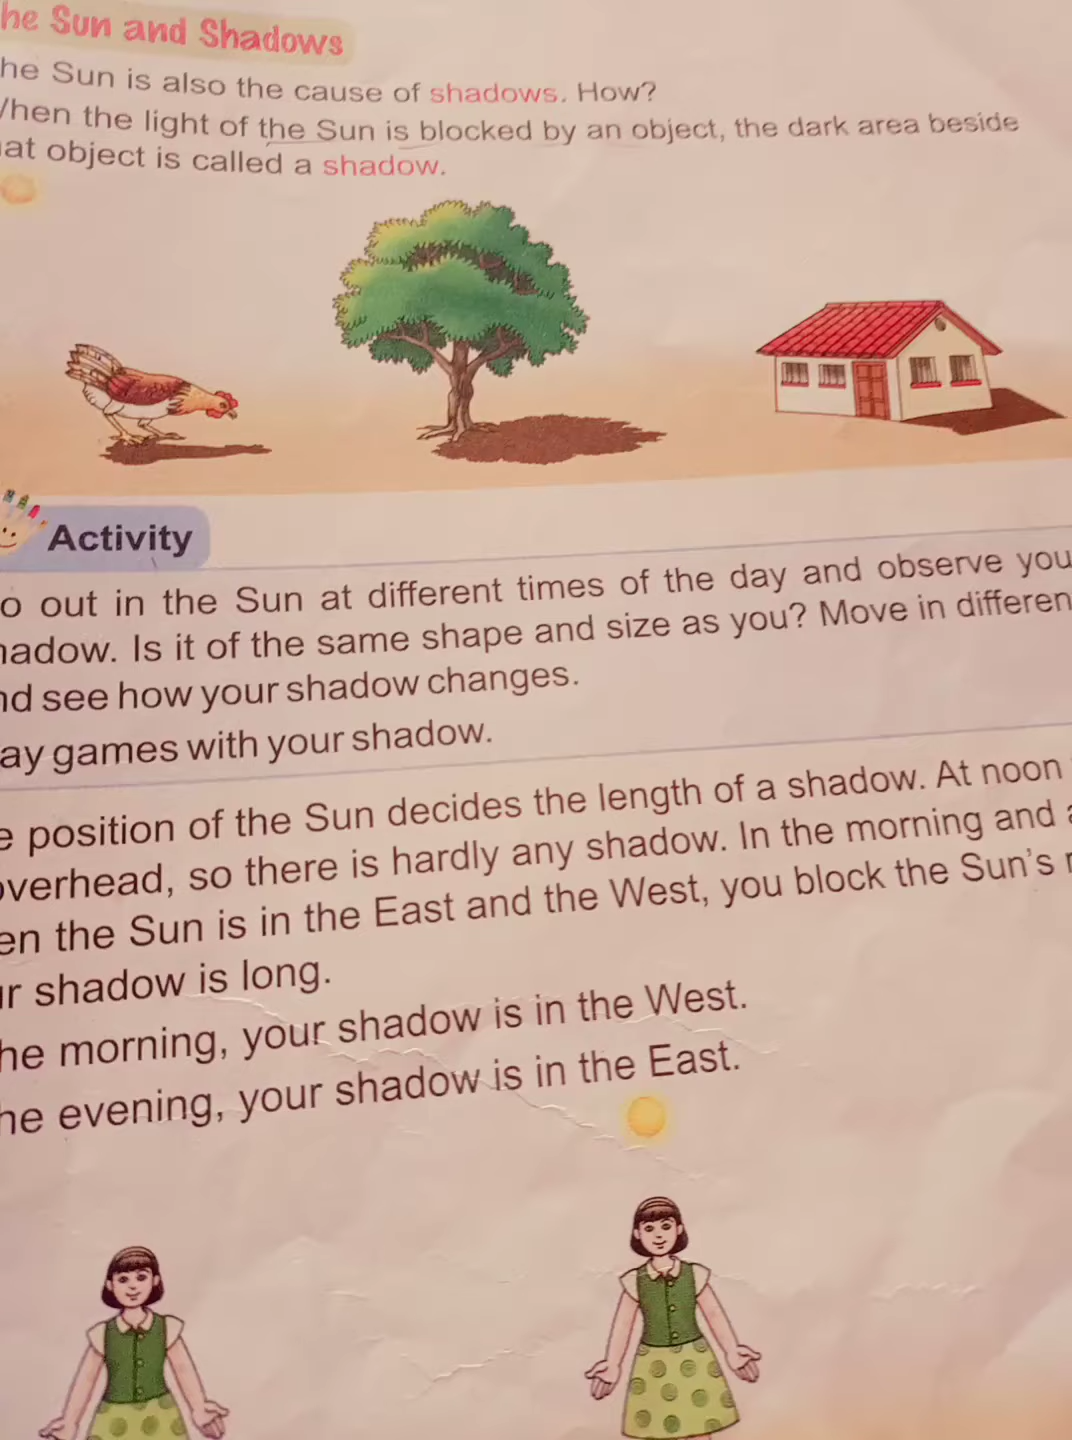 he Sun and Shadows
he Sun is also the cause of shadows. How?
hen the light of the Sun is blocked by an object, the dark area beside
at object is called a shadow.
Activity
o out in the Sun at different times of the day and observe you
hadow. Is it of the same shape and size as you? Move in differen
nd see how your shadow changes.
ay games with your shadow.
e position of the Sun decides the length of a shadow. At noon
overhead, so there is hardly any shadow. In the morning and a
en the Sun is in the East and the West, you block the Sun's r
ur shadow is long.
he morning, your shadow is in the West.
he evening, your shadow is in the East.